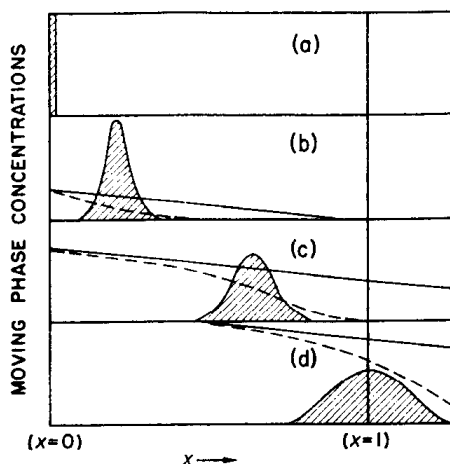 MOVING PHASE CONCENTRATIONS
(a)
(b)
(c)
(d)
(x=0)
x →
(x=1)